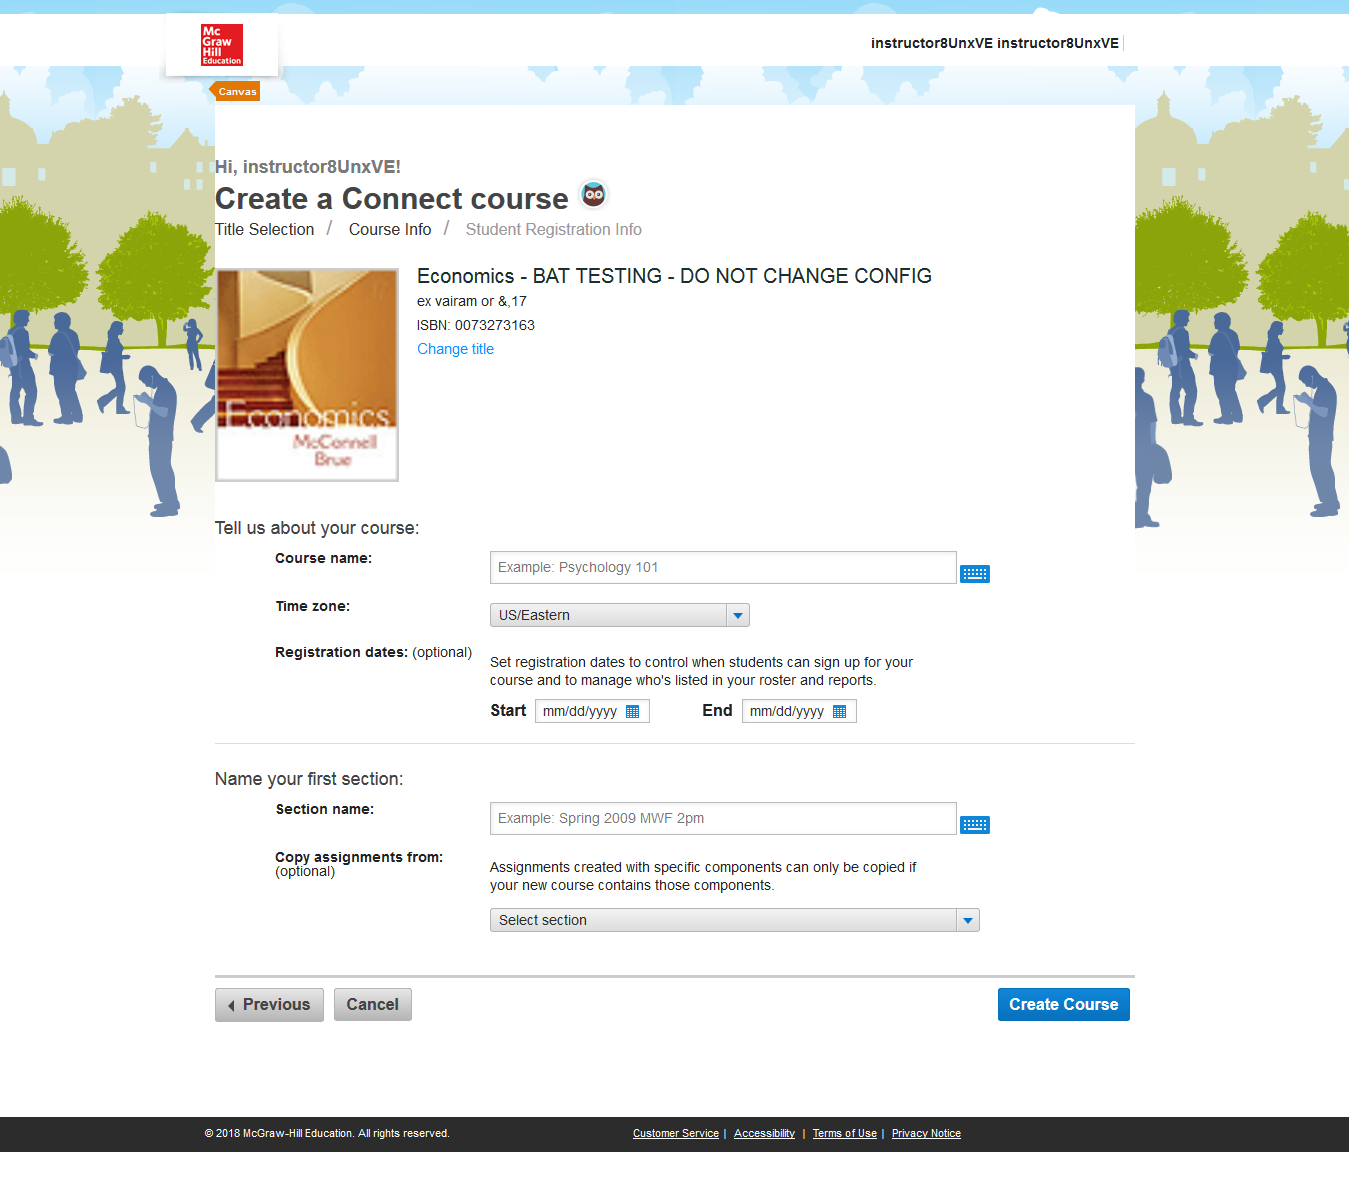 Mc
Graw
Hill
Education
instructor8UnxVE instructor8UnxVE
Canvas
Hi, instructor8UnxVE!
Create a Connect course
Title Selection / Course Info / Student Registration Info
Economics - BAT TESTING - DO NOT CHANGE CONFIG
ex vairam or &,17
ISBN: 0073273163
Change title
Economics
McConnell
Brue
Tell us about your course:
Course name:
Example: Psychology 101
Time zone:
US/Eastern
Registration dates: (optional)
Set registration dates to control when students can sign up for your
course and to manage who's listed in your roster and reports.
Start mm/dd/yyyy End mm/dd/yyyy
Name your first section:
Section name:
Example: Spring 2009 MWF 2pm
Copy assignments from:
(optional)
Assignments created with specific components can only be copied if
your new course contains those components.
Select section
Previous Cancel Create Course
© 2018 McGraw-Hill Education. All rights reserved. Customer Service | Accessibility | Terms of Use | Privacy Notice